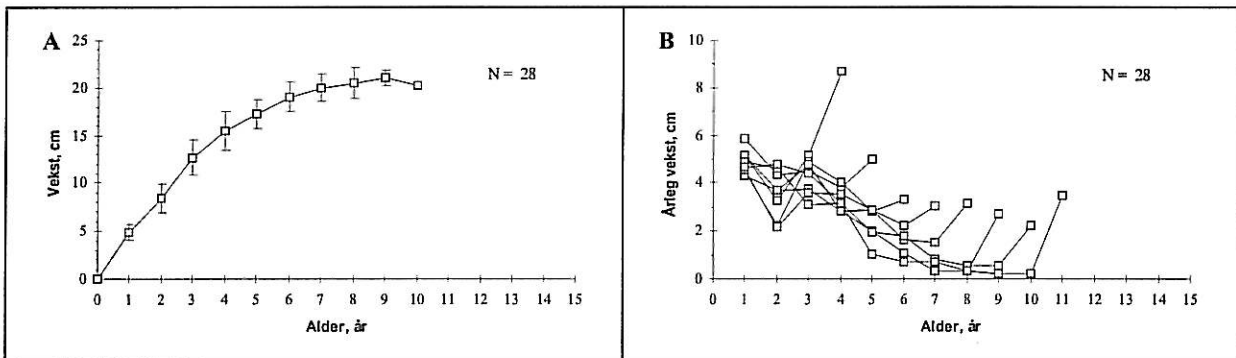 A
25
20
15
10
5
0
Vekst, cm
N = 28
0 1 2 3 4 5 6 7 8 9 10 11 12 13 14 15
Alder, år
B
10
8
6
4
2
0
Årleg vekst, cm
N = 28
0 1 2 3 4 5 6 7 8 9 10 11 12 13 14 15
Alder, år